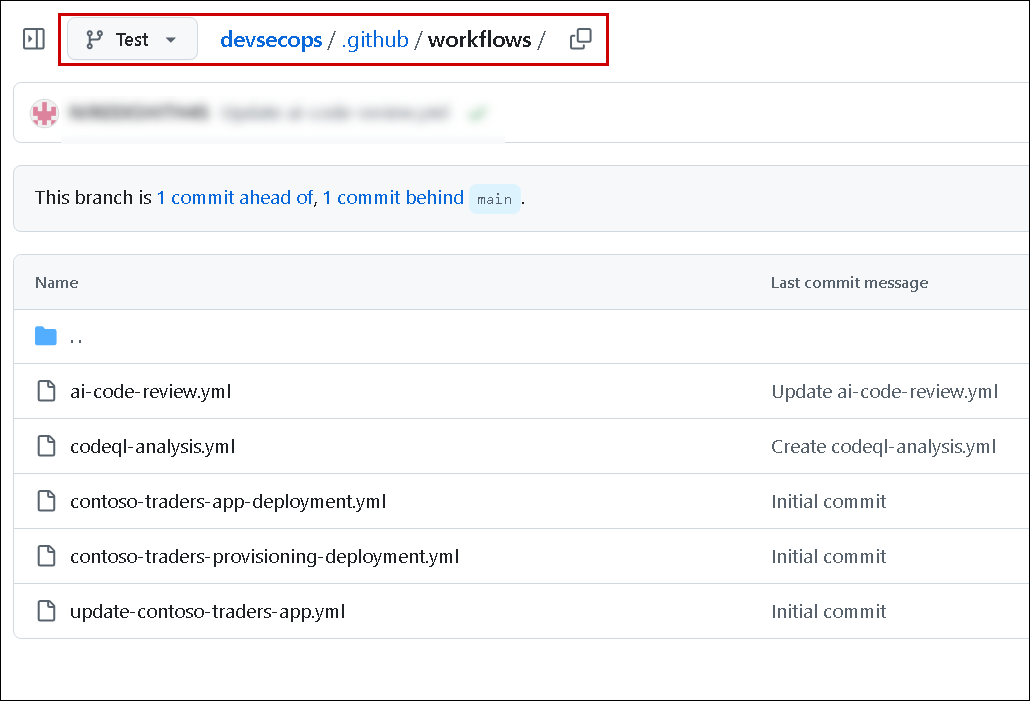 Test devsecops / .github / workflows /
This branch is 1 commit ahead of, 1 commit behind main .
Name Last commit message
..
ai-code-review.yml Update ai-code-review.yml
codeql-analysis.yml Create codeql-analysis.yml
contoso-traders-app-deployment.yml Initial commit
contoso-traders-provisioning-deployment.yml Initial commit
update-contoso-traders-app.yml Initial commit